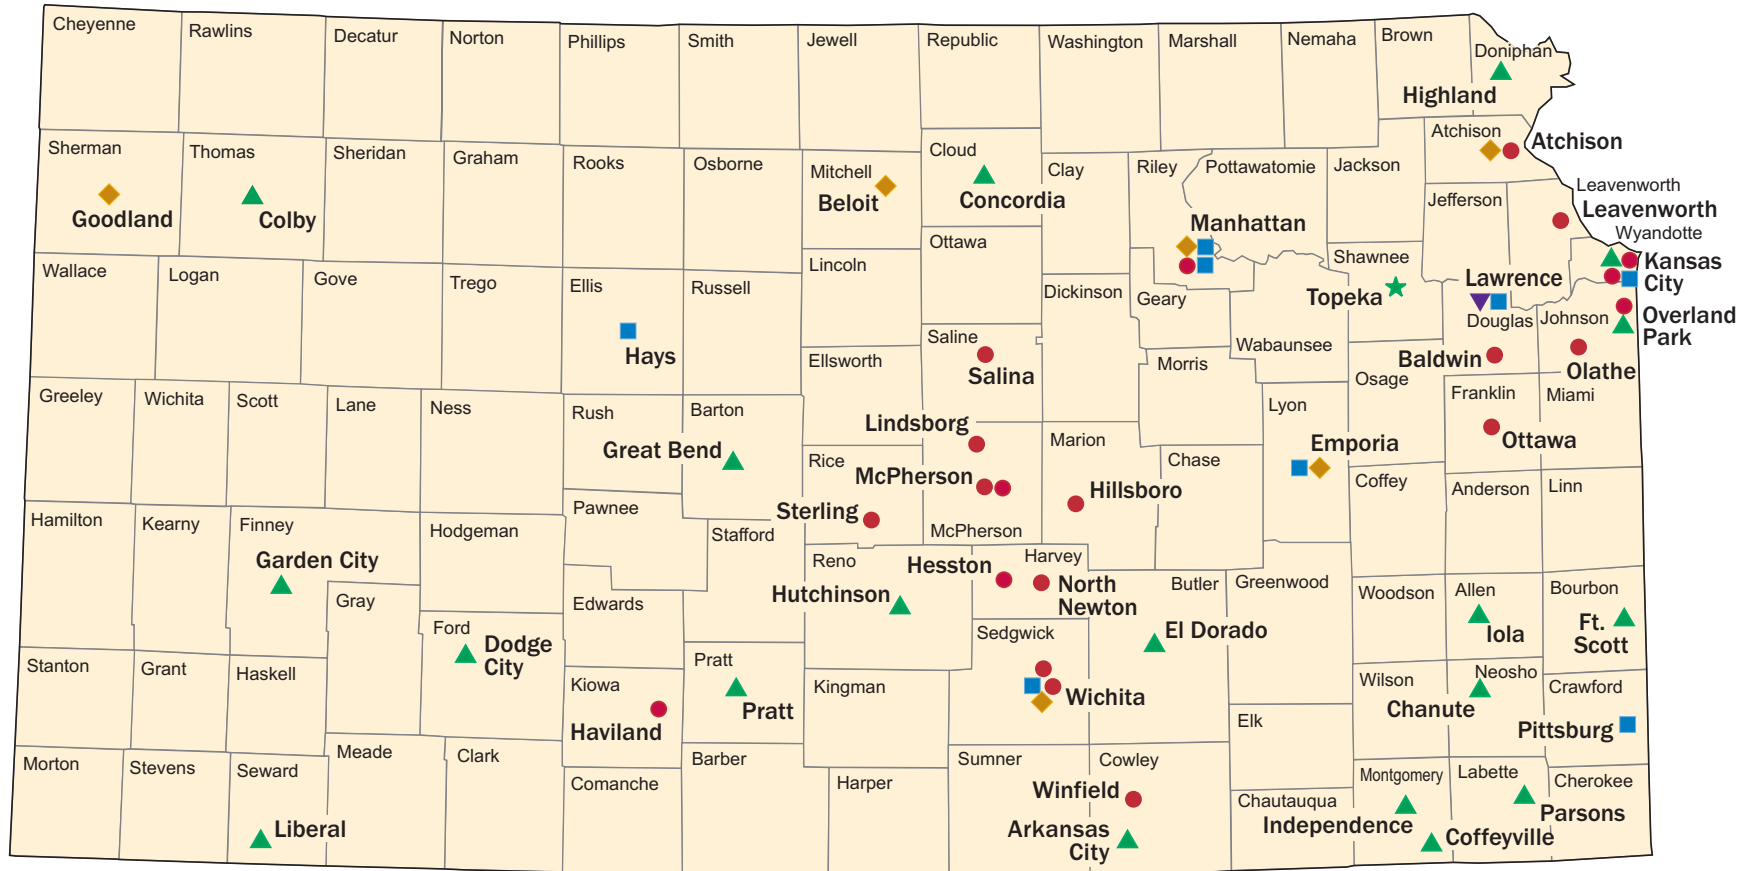 Cheyenne
Rawlins
Decatur
Norton
Phillips
Smith
Jewell
Republic
Washington
Marshall
Nemaha
Brown
Doniphan
Highland
Sherman
Goodland
Thomas
Colby
Sheridan
Graham
Rooks
Osborne
Mitchell
Beloit
Cloud
Concordia
Clay
Riley
Pottawatomie
Manhattan
Jackson
Atchison
Atchison
Jefferson
Leavenworth
Leavenworth
Wyandotte
Kansas
City
Wallace
Logan
Gove
Trego
Ellis
Hays
Russell
Lincoln
Ottawa
Dickinson
Geary
Shawnee
Topeka
Lawrence
Douglas
Johnson
Overland
Park
Baldwin
Olathe
Wabaunsee
Saline
Salina
Ellsworth
Morris
Osage
Franklin
Ottawa
Miami
Greeley
Wichita
Scott
Lane
Ness
Rush
Barton
Great Bend
Lindsborg
McPherson
McPherson
Rice
Sterling
Marion
Hillsboro
Chase
Lyon
Emporia
Coffey
Anderson
Linn
Hamilton
Kearny
Finney
Garden City
Hodgeman
Pawnee
Stafford
Reno
Hutchinson
Harvey
Hesston
North
Newton
Butler
El Dorado
Greenwood
Woodson
Allen
Iola
Bourbon
Ft.
Scott
Gray
Ford
Dodge
City
Edwards
Stanton
Grant
Haskell
Kiowa
Haviland
Pratt
Pratt
Kingman
Sedgwick
Wichita
Elk
Wilson
Neosho
Chanute
Crawford
Pittsburg
Morton
Stevens
Seward
Liberal
Meade
Clark
Comanche
Barber
Harper
Sumner
Cowley
Winfield
Arkansas
City
Chautauqua
Independence
Montgomery
Coffeyville
Labette
Parsons
Cherokee